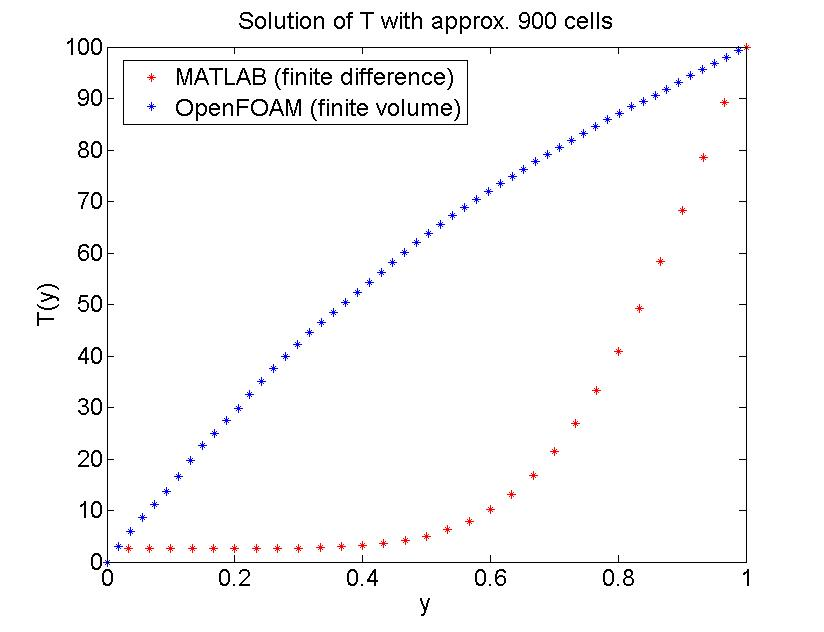 Solution of T with approx. 900 cells
MATLAB (finite difference)
OpenFOAM (finite volume)
T(y)
100
90
80
70
60
50
40
30
20
10
0
0 0.2 0.4 0.6 0.8 1
y